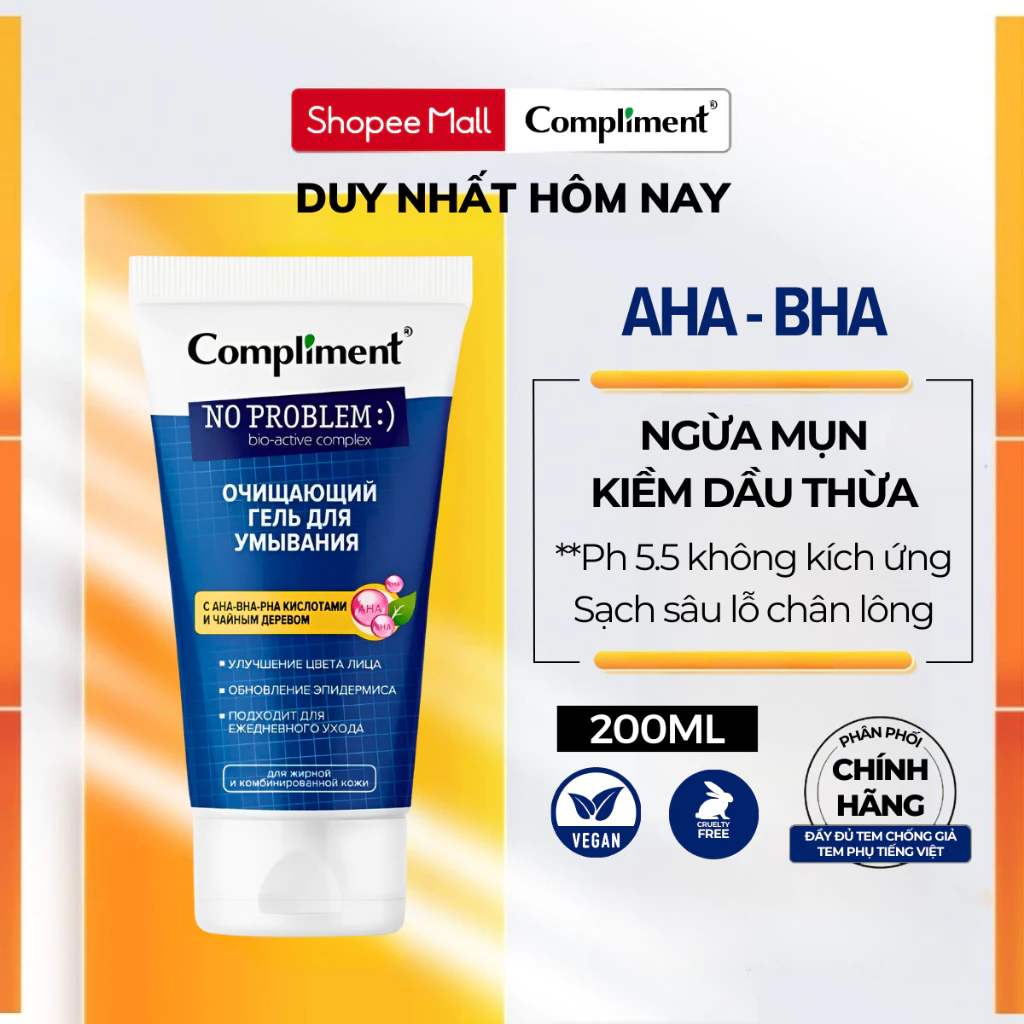 Shopee Mall Compliment®
DUY NHẤT HÔM NAY
Compliment®
NO PROBLEM:)
bio-active complex
ОЧИЩАЮЩИЙ
ГЕЛЬ ДЛЯ
УМЫВАНИЯ
С AHA-BHA-PHA КИСЛОТАМИ
И ЧАЙНЫМ ДЕРЕВОМ
AHA
▪ УЛУЧШЕНИЕ ЦВЕТА ЛИЦА
▪ ОБНОВЛЕНИЕ ЭПИДЕРМИСА
▪ ПОДХОДИТ ДЛЯ
ЕЖЕДНЕВНОГО УХОДА
для жирной
и комбинированной кожи
AHA - BHA
NGỪA MỤN
KIỀM DẦU THỪA
**Ph 5.5 không kích ứng
Sạch sâu lỗ chân lông
200ML
VEGAN
CRUELTY
FREE
PHÂN PHỐI
CHÍNH
HÃNG
ĐẦY ĐỦ TEM CHỐNG GIẢ
TEM PHỤ TIẾNG VIỆT